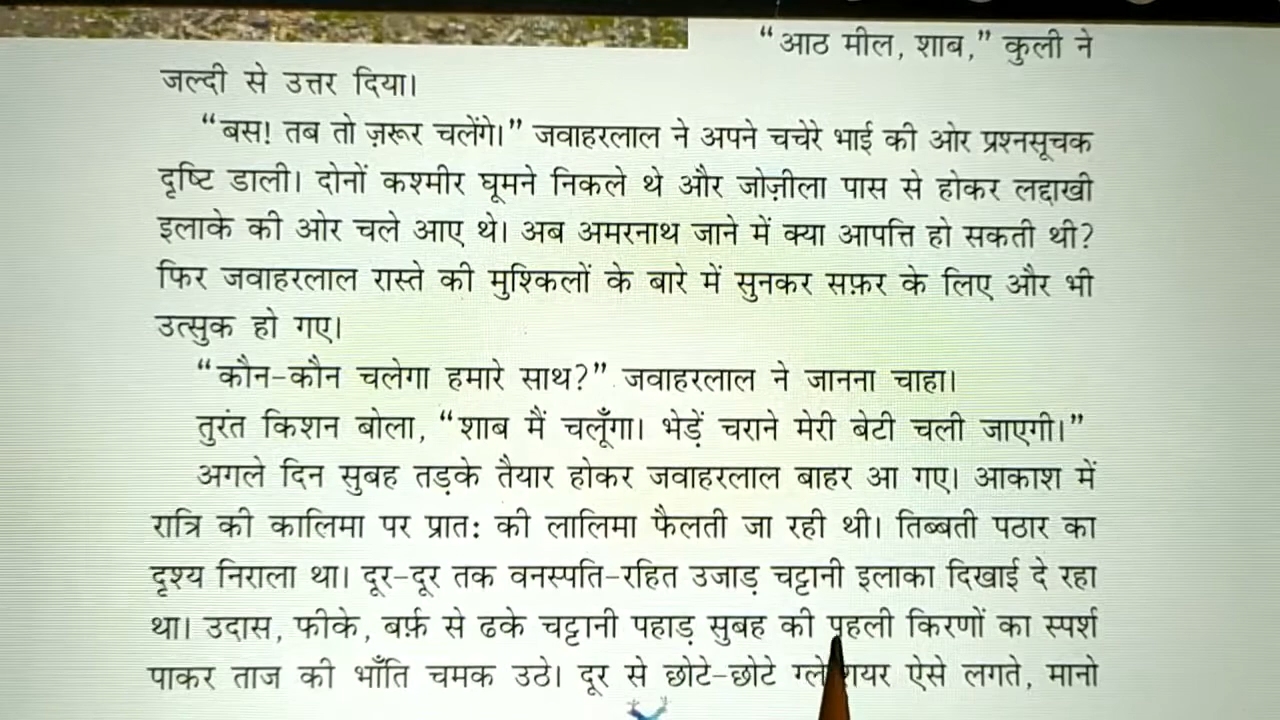 “आठ मील, शाब,” कुली ने
जल्दी से उत्तर दिया।
“बस! तब तो ज़रूर चलेंगे।” जवाहरलाल ने अपने चचेरे भाई की ओर प्रश्नसूचक
दृष्टि डाली। दोनों कश्मीर घूमने निकले थे और जोज़ीला पास से होकर लद्दाखी
इलाके की ओर चले आए थे। अब अमरनाथ जाने में क्या आपत्ति हो सकती थी?
फिर जवाहरलाल रास्ते की मुश्किलों के बारे में सुनकर सफ़र के लिए और भी
उत्सुक हो गए।
“कौन-कौन चलेगा हमारे साथ?” जवाहरलाल ने जानना चाहा।
तुरंत किशन बोला, “शाब मैं चलूँगा। भेड़ें चराने मेरी बेटी चली जाएगी।”
अगले दिन सुबह तड़के तैयार होकर जवाहरलाल बाहर आ गए। आकाश में
रात्रि की कालिमा पर प्रातः की लालिमा फैलती जा रही थी। तिब्बती पठार का
दृश्य निराला था। दूर-दूर तक वनस्पति-रहित उजाड़ चट्टानी इलाका दिखाई दे रहा
था। उदास, फीके, बर्फ़ से ढके चट्टानी पहाड़ सुबह की पहली किरणों का स्पर्श
पाकर ताज की भाँति चमक उठे। दूर से छोटे-छोटे ऐसे लगते, मानो